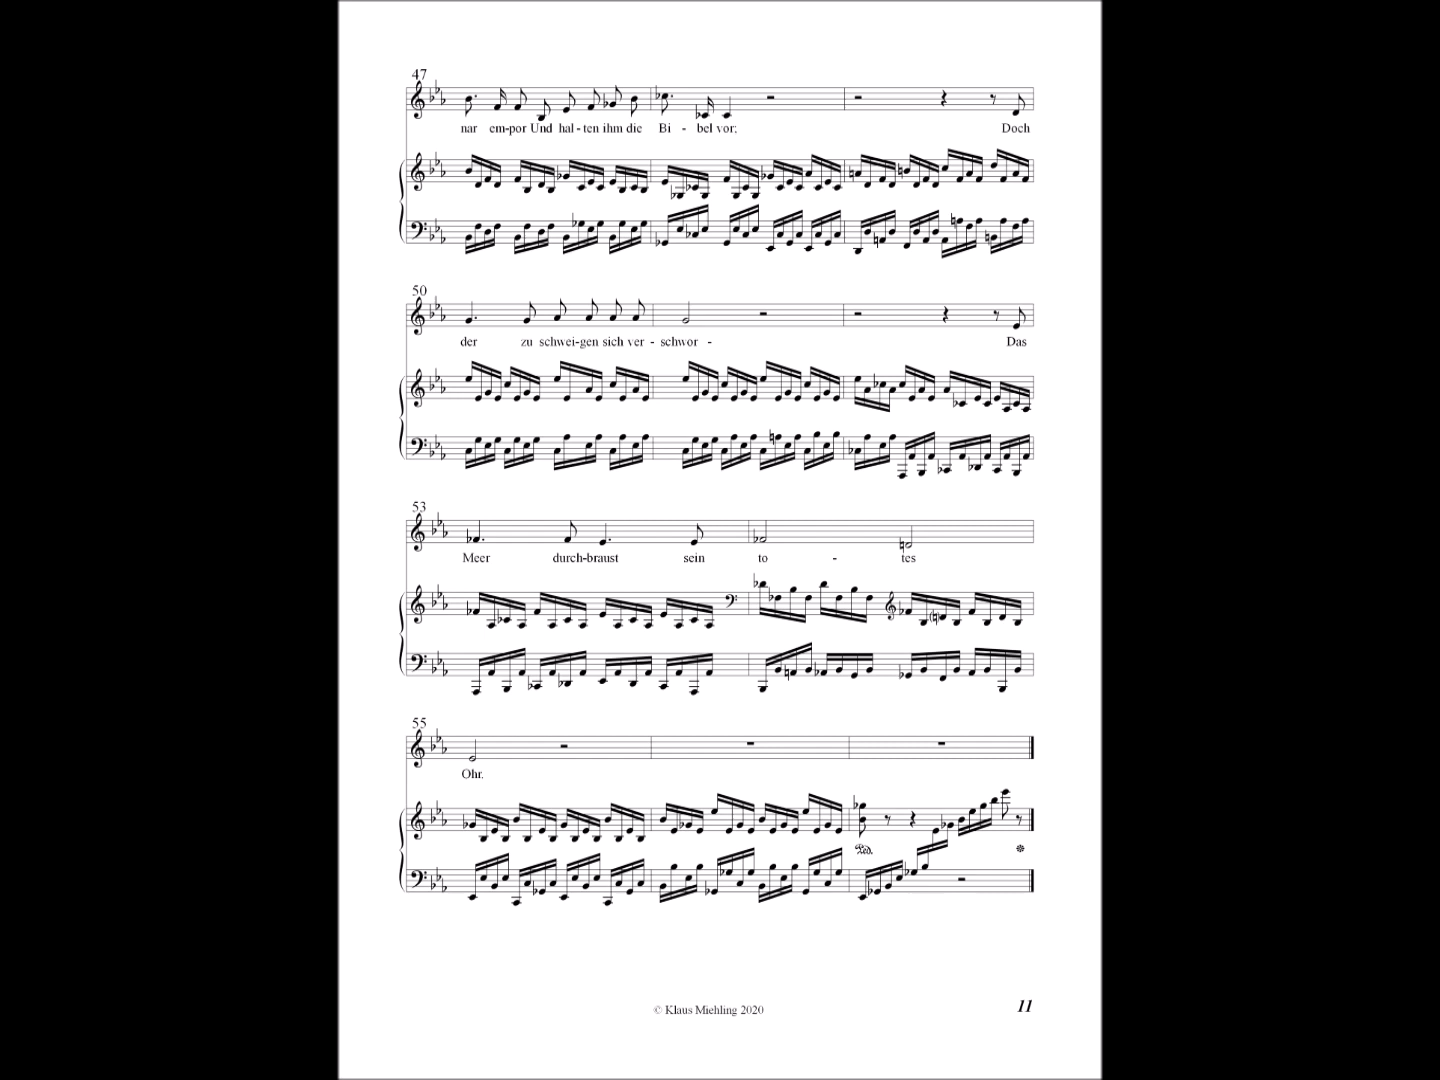 47
nar em-por Und hal-ten ihm die Bi - bel vor; Doch
50
der zu schwei-gen sich ver - schwor - Das
53
Meer durch-braust sein to - tes
55
Ohr.
Ped.
© Klaus Miehling 2020
11